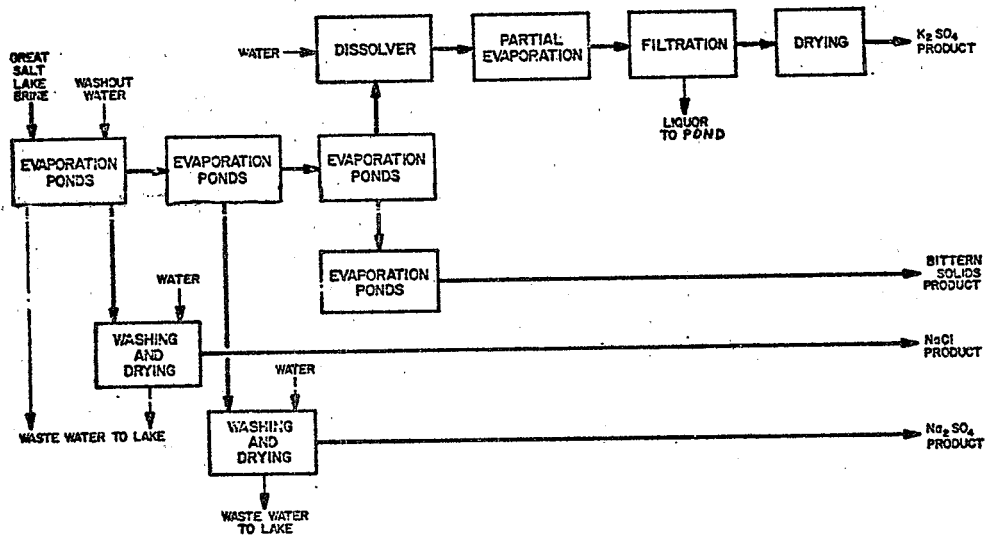 GREAT
SALT
LAKE
BRINE
WASHOUT
WATER
WATER
DISSOLVER
PARTIAL
EVAPORATION
FILTRATION
DRYING
K2SO4
PRODUCT
LIQUOR
TO POND
EVAPORATION
PONDS
EVAPORATION
PONDS
EVAPORATION
PONDS
EVAPORATION
PONDS
BITTERN
SOLIDS
PRODUCT
WATER
WASHING
AND
DRYING
NaCl
PRODUCT
WASTE WATER TO LAKE
WATER
WASHING
AND
DRYING
Na2SO4
PRODUCT
WASTE WATER
TO LAKE